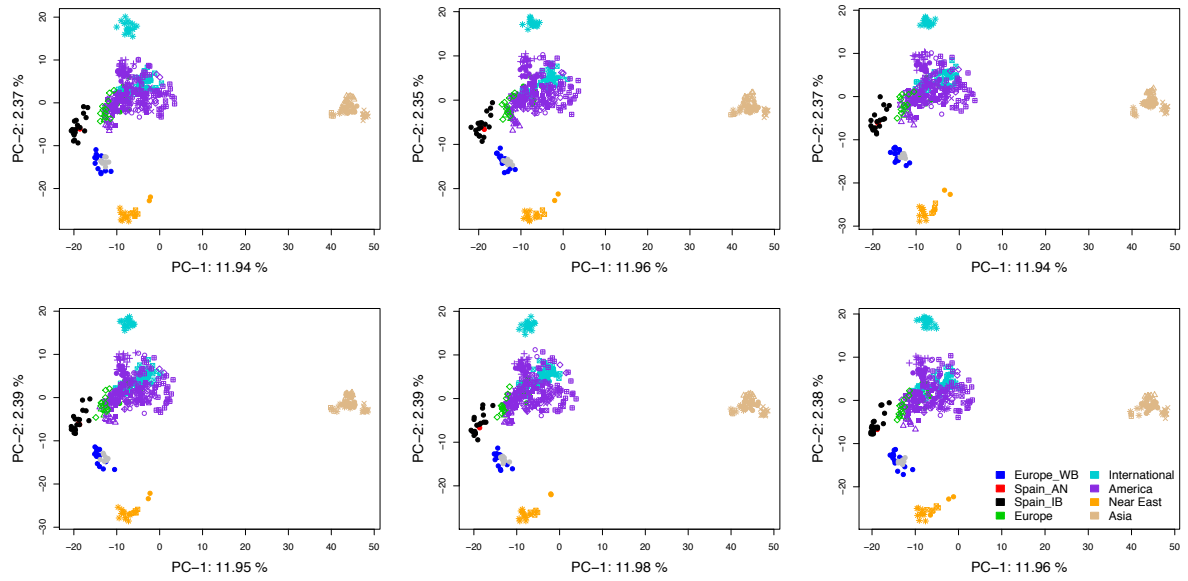 20
10
0
−10
−20
PC−2: 2.37 %
−20 −10 0 10 20 30 40 50
PC−1: 11.94 %
20
10
0
−10
−20
PC−2: 2.35 %
−20 −10 0 10 20 30 40 50
PC−1: 11.96 %
20
10
0
−10
−20
−30
PC−2: 2.37 %
−20 −10 0 10 20 30 40 50
PC−1: 11.94 %
20
10
0
−10
−20
−30
PC−2: 2.39 %
−20 −10 0 10 20 30 40 50
PC−1: 11.95 %
20
10
0
−10
−20
PC−2: 2.39 %
−20 −10 0 10 20 30 40 50
PC−1: 11.98 %
20
10
0
−10
−20
PC−2: 2.38 %
Europe_WB International
Spain_AN America
Spain_IB Near East
Europe Asia
−20 −10 0 10 20 30 40 50
PC−1: 11.96 %